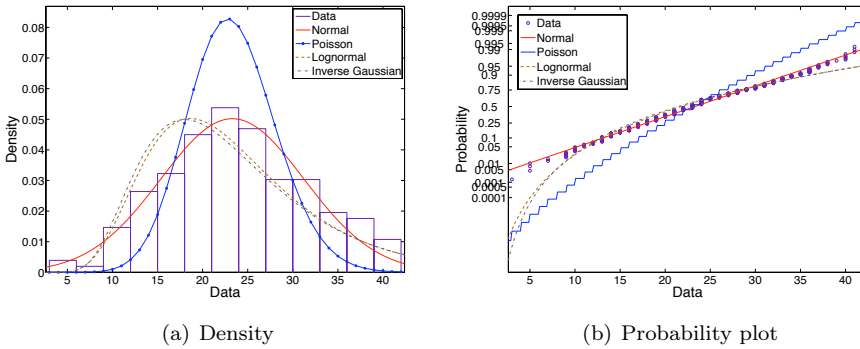 0.08
0.07
0.06
0.05
0.04
0.03
0.02
0.01
0
Density
5
10
15
20
25
30
35
40
Data
Data
Normal
Poisson
Lognormal
Inverse Gaussian
(a) Density
0.9999
0.9995
0.999
0.995
0.99
0.95
0.9
0.75
0.5
0.25
0.1
0.05
0.01
0.005
0.001
0.0005
0.0001
Probability
5
10
15
20
25
30
35
40
Data
Data
Normal
Poisson
Lognormal
Inverse Gaussian
(b) Probability plot